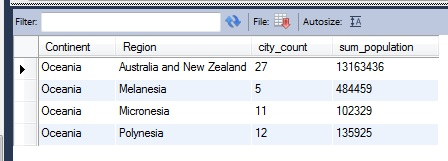 Filter: File: Autosize:
Continent Region city_count sum_population
Oceania Australia and New Zealand 27 13163436
Oceania Melanesia 5 484459
Oceania Micronesia 11 102329
Oceania Polynesia 12 135925